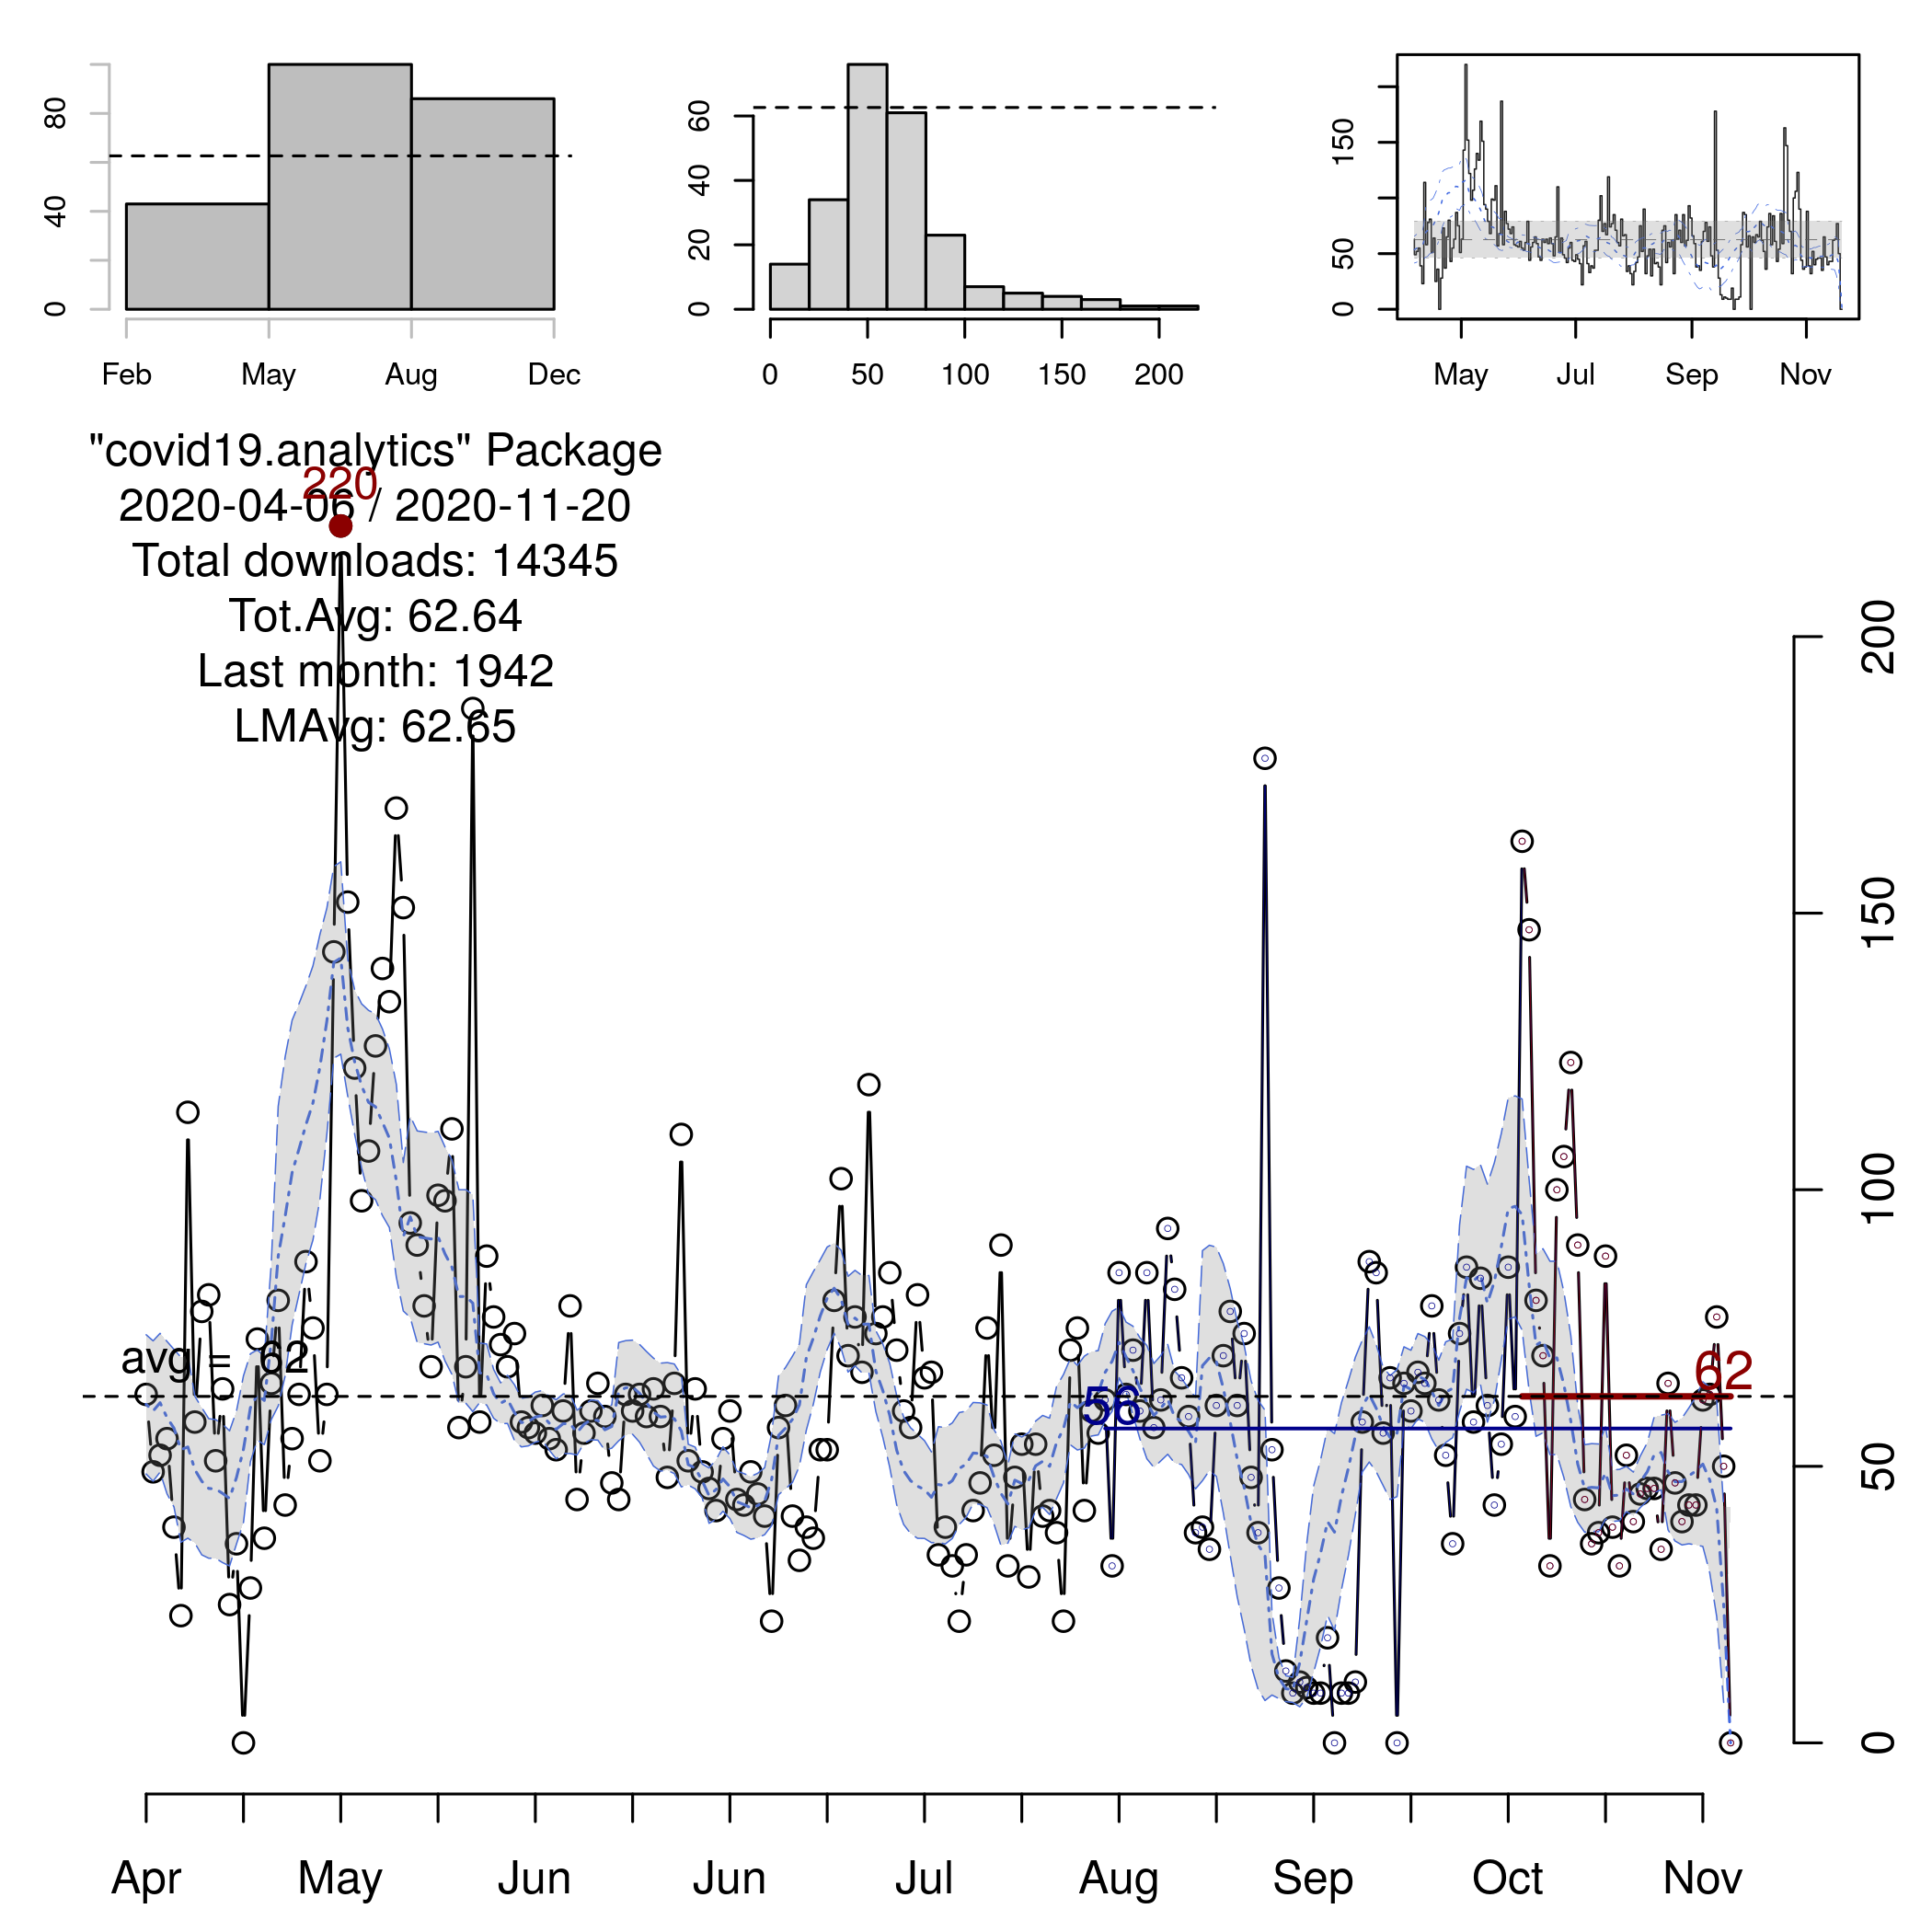 80
40
0
Feb May Aug Dec
60
40
20
0
0 50 100 150 200
150
50
0
May Jul Sep Nov
"covid19.analytics" Package
220
2020-04-06 / 2020-11-20
Total downloads: 14345
Tot.Avg: 62.64
Last month: 1942
LMAvg: 62.65
200
150
100
50
0
avg = 62
56
62
Apr May Jun Jun Jul Aug Sep Oct Nov